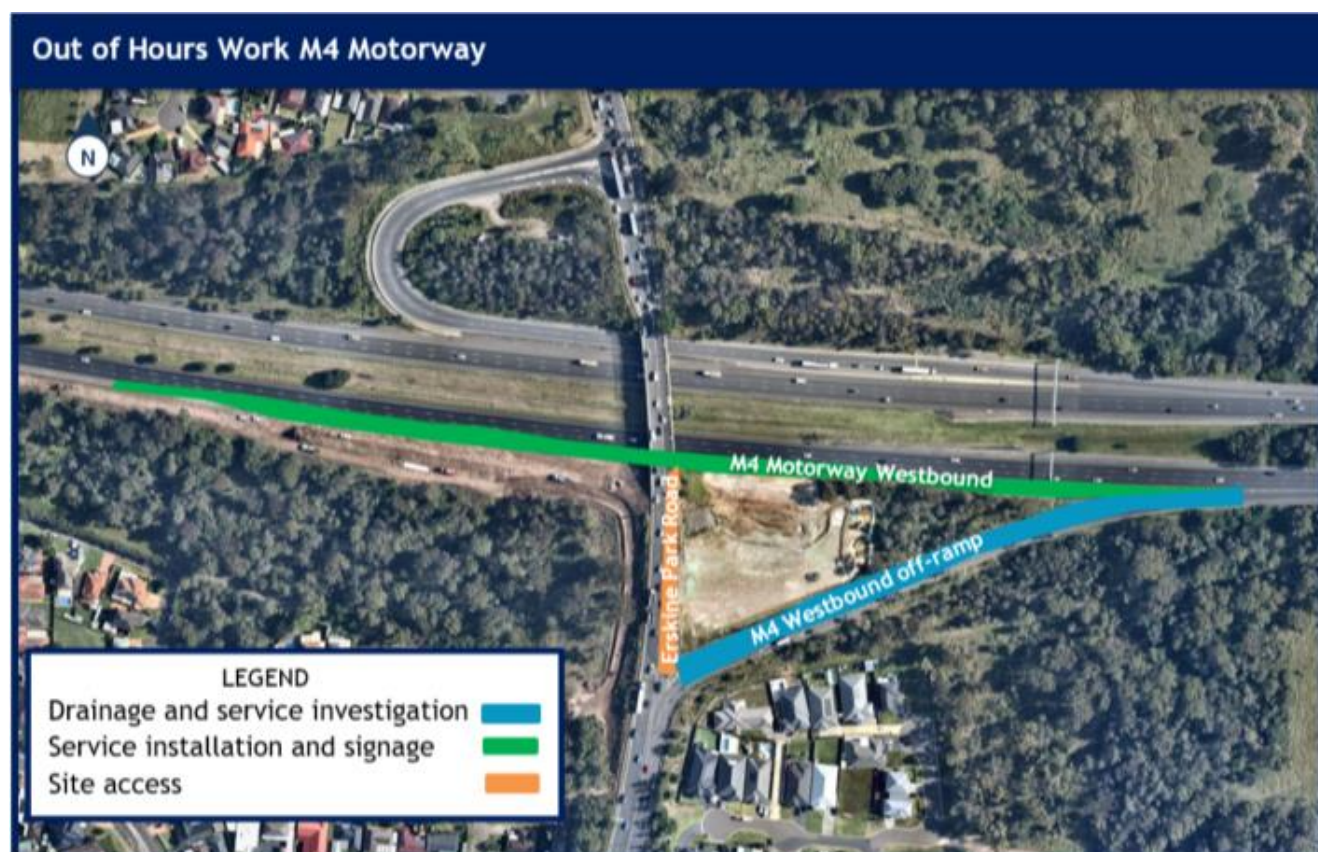 Out of Hours Work M4 Motorway
N
M4 Motorway Westbound
Erskine Park Road
M4 Westbound off-ramp
LEGEND
Drainage and service investigation
Service installation and signage
Site access